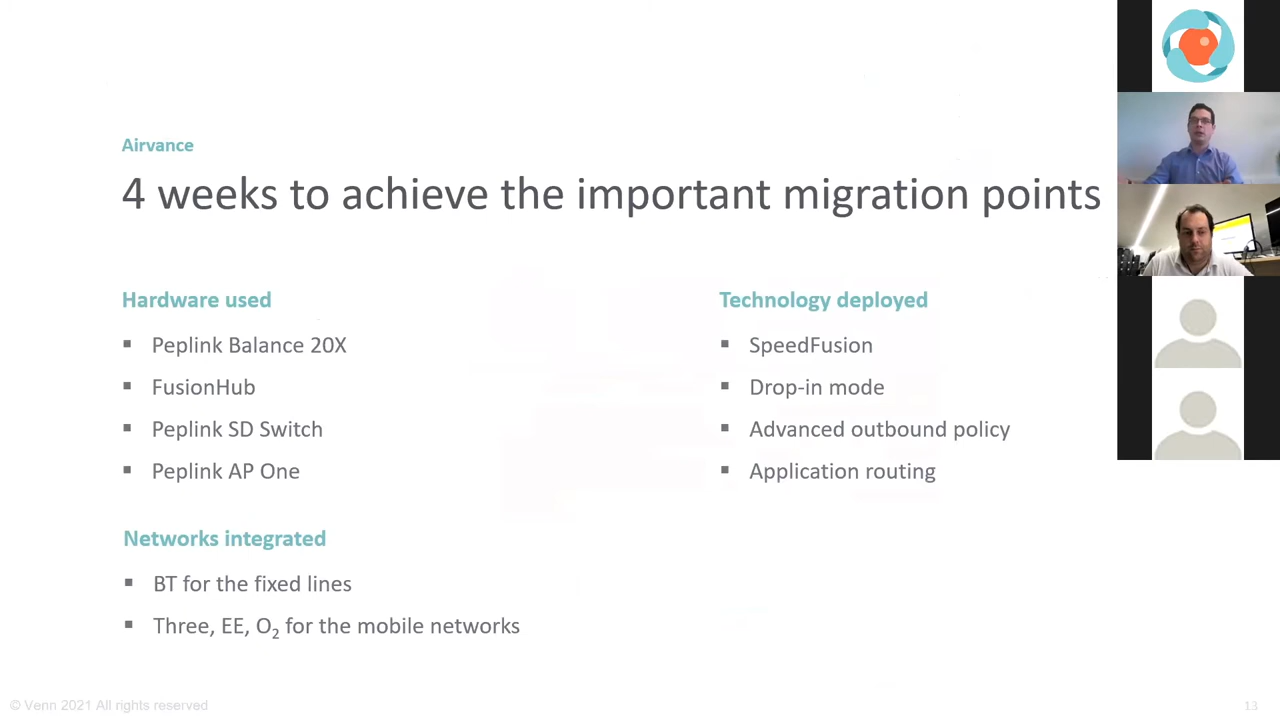 Airvance
4 weeks to achieve the important migration points
Hardware used
▪ Peplink Balance 20X
▪ FusionHub
▪ Peplink SD Switch
▪ Peplink AP One
Technology deployed
▪ SpeedFusion
▪ Drop-in mode
▪ Advanced outbound policy
▪ Application routing
Networks integrated
▪ BT for the fixed lines
▪ Three, EE, O₂ for the mobile networks
© Venn 2021 All rights reserved
13